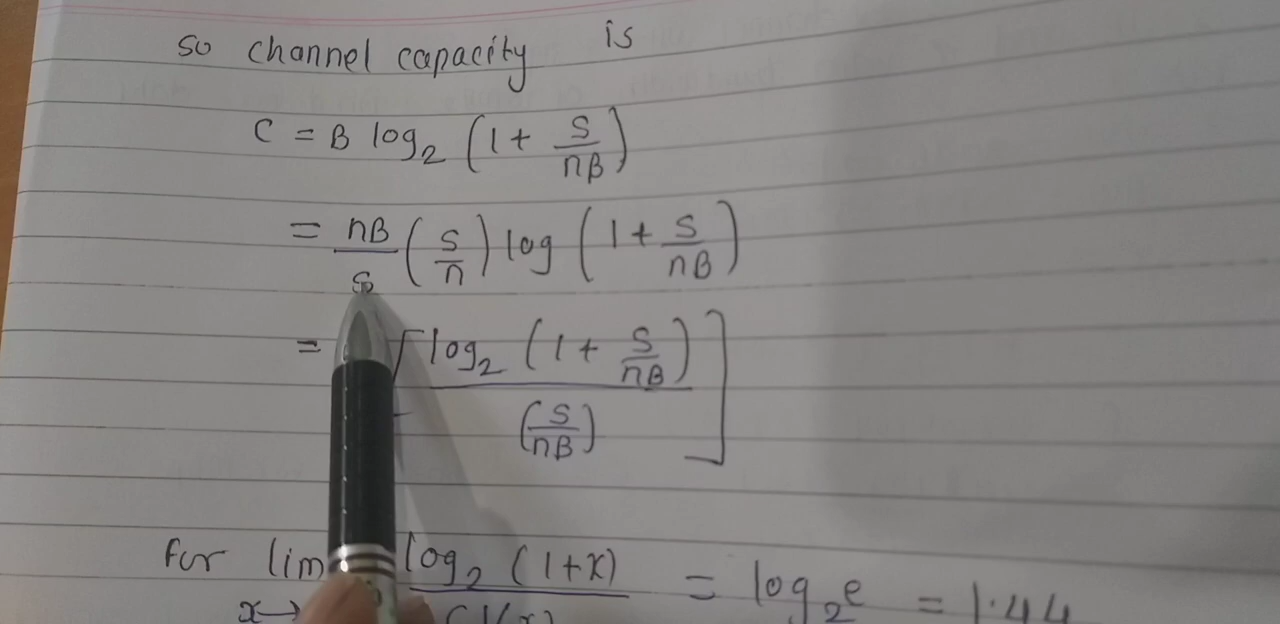 so channel capacity is
C = B log₂ (1 + S/nB)
= nB/S (S/n) log (1 + S/nB)
= [log₂ (1 + S/nB) / (S/nB)]
For lim x→ log₂ (1+x) = log₂e = 1.44